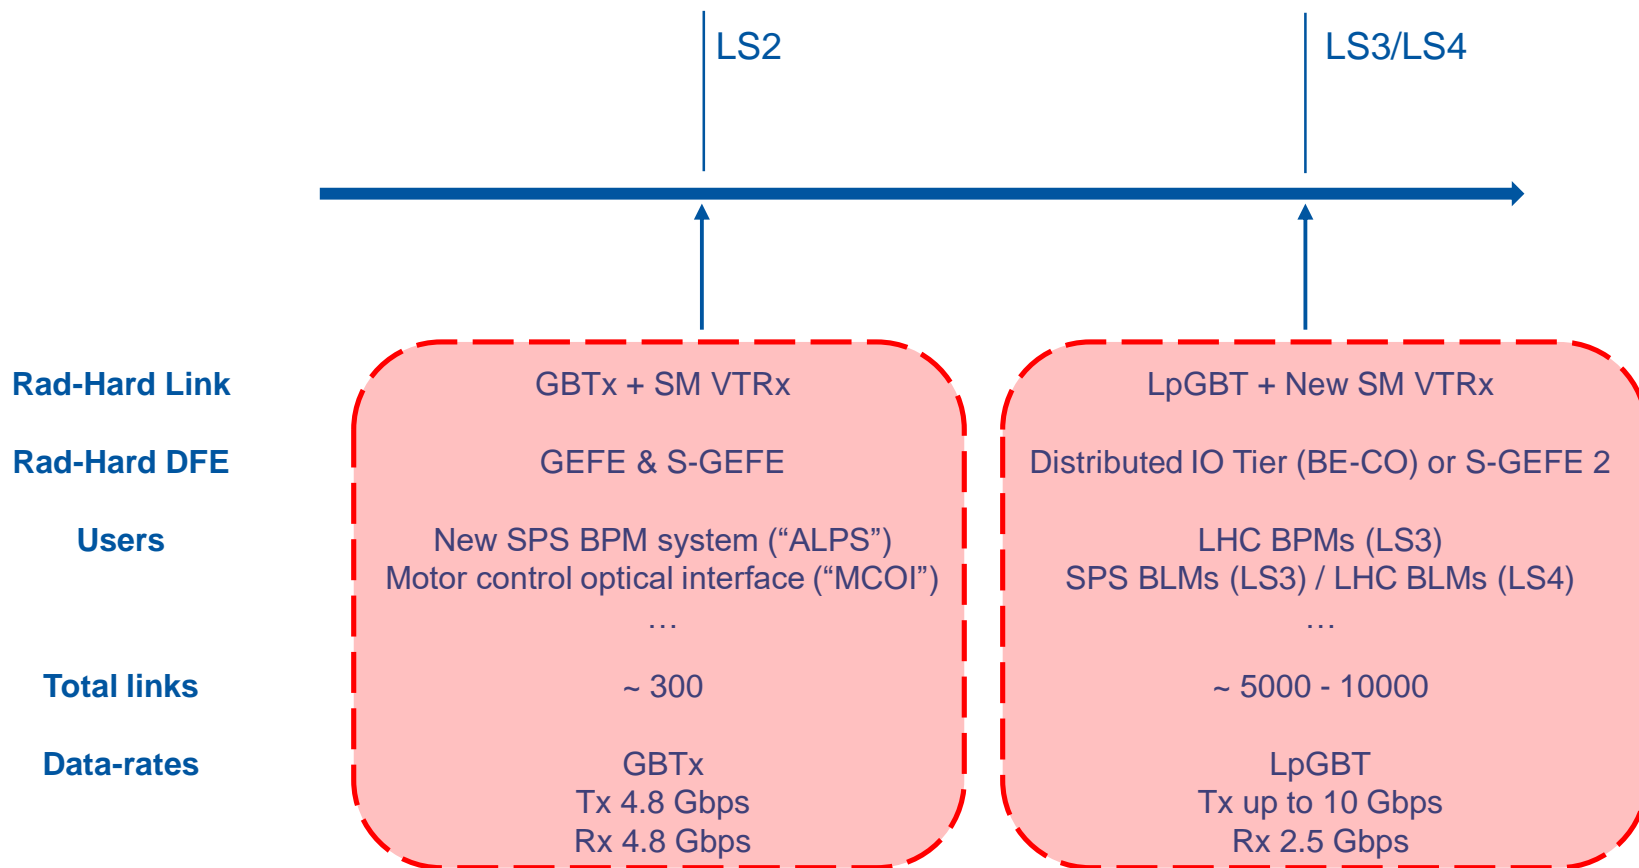 LS2
LS3/LS4
Rad-Hard Link
GBTx + SM VTRx
LpGBT + New SM VTRx
Rad-Hard DFE
GEFE & S-GEFE
Distributed IO Tier (BE-CO) or S-GEFE 2
Users
New SPS BPM system (“ALPS”)
Motor control optical interface (“MCOI”)
…
LHC BPMs (LS3)
SPS BLMs (LS3) / LHC BLMs (LS4)
…
Total links
~ 300
~ 5000 - 10000
Data-rates
GBTx
Tx 4.8 Gbps
Rx 4.8 Gbps
LpGBT
Tx up to 10 Gbps
Rx 2.5 Gbps